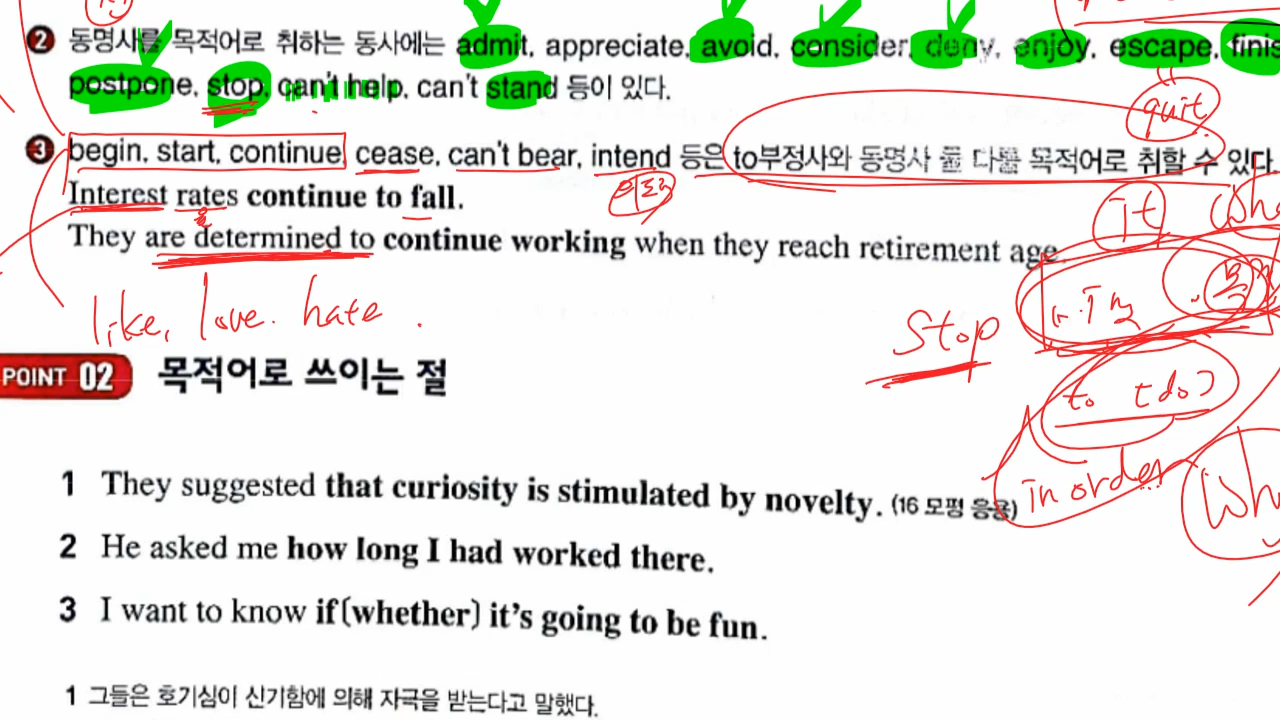 2 동명사를 목적어로 취하는 동사에는 admit, appreciate, avoid, consider, deny, enjoy, escape, finis
postpone, stop, can't help, can't stand 등이 있다.
quit
3 begin, start, continue, cease, can't bear, intend 등은 to부정사와 동명사 둘 다를 목적어로 취할 수 있다.
Interest rates continue to fall.
의도
They are determined to continue working when they reach retirement age.
it
like, love. hate.
Stop
to (do)
in order
POINT 02 목적어로 쓰이는 절
1 They suggested that curiosity is stimulated by novelty. (16 모평 응용)
2 He asked me how long I had worked there.
3 I want to know if(whether) it's going to be fun.
1 그들은 호기심이 신기함에 의해 자극을 받는다고 말했다.